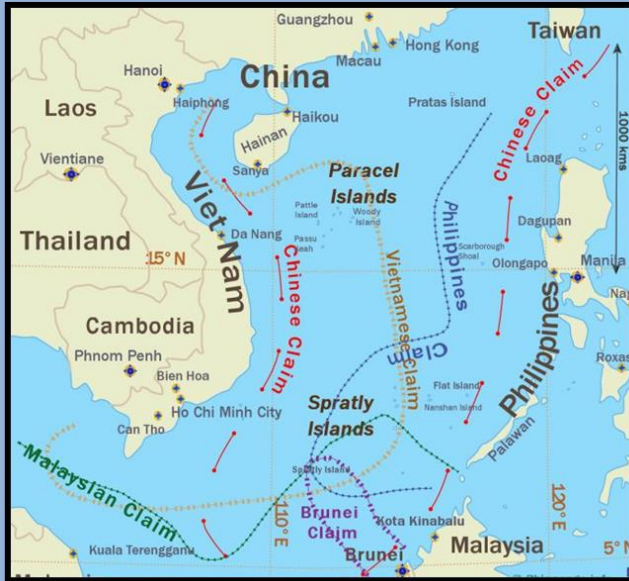 Guangzhou
Taiwan
Macau
Hong Kong
Hanoi
China
Haiphong
Laos
Haikou
Pratas Island
Chinese Claim
1000 kms
Hainan
Vientiane
Sanya
Laoag
Paracel
Islands
Viet Nam
Pattle
Island
Woody
Island
Philippines
Claim
Dagupan
Da Nang
Passu
Thailand
Scarborough
Shoal
15° N
Chinese Claim
Vietnamese Claim
Olongapo
Manila
Cambodia
Phnom Penh
Bien Hoa
Ho Chi Minh City
Can Tho
Philippines
Roxas
Flat Island
Nanshan Island
Spratly
Islands
Palawan
Malaysian Claim
Spratly Island
110° E
120° E
Brunei
Claim
Kota Kinabalu
Kuala Terengganu
Brunei
Malaysia
5° N